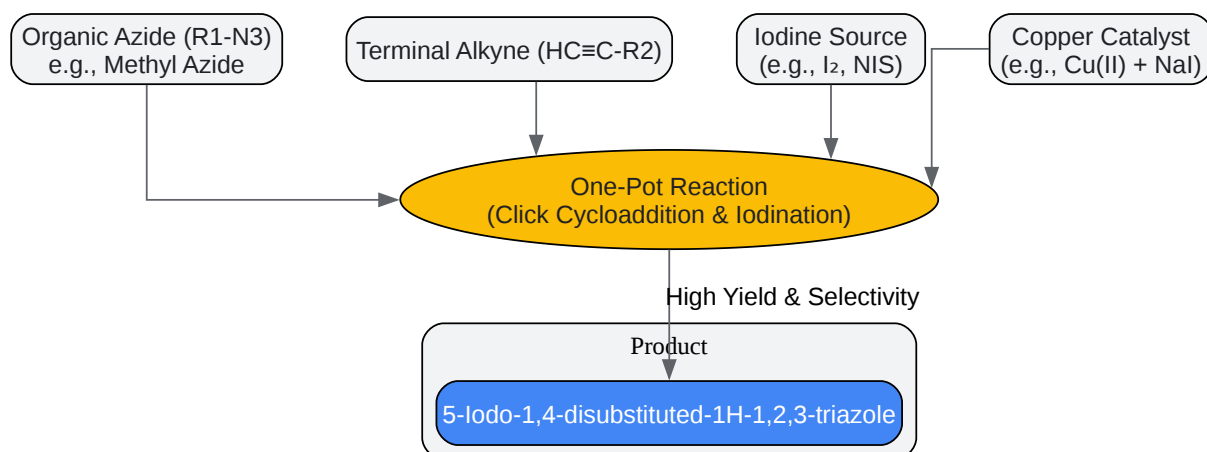 Organic Azide (R1-N3)
e.g., Methyl Azide
Terminal Alkyne (HC≡C-R2)
Iodine Source
(e.g., I₂, NIS)
Copper Catalyst
(e.g., Cu(II) + NaI)
One-Pot Reaction
(Click Cycloaddition & Iodination)
High Yield & Selectivity
Product
5-Iodo-1,4-disubstituted-1H-1,2,3-triazole